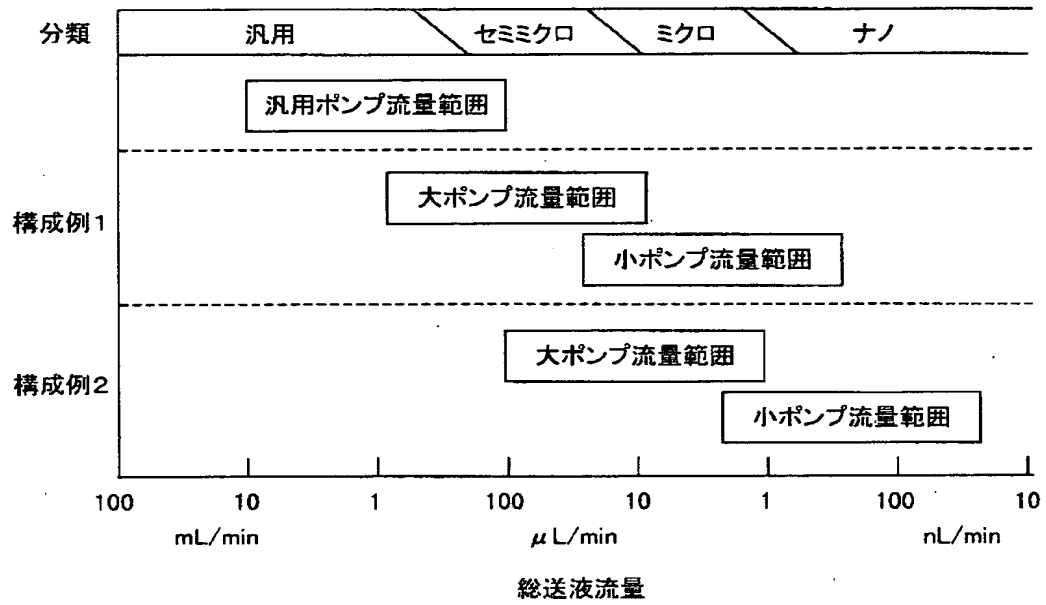 分類 汎用 セミミクロ ミクロ ナノ
汎用ポンプ流量範囲
構成例1
大ポンプ流量範囲
小ポンプ流量範囲
構成例2
大ポンプ流量範囲
小ポンプ流量範囲
100 10 1 100 10 1 100 10
mL/min μL/min nL/min
総送液流量